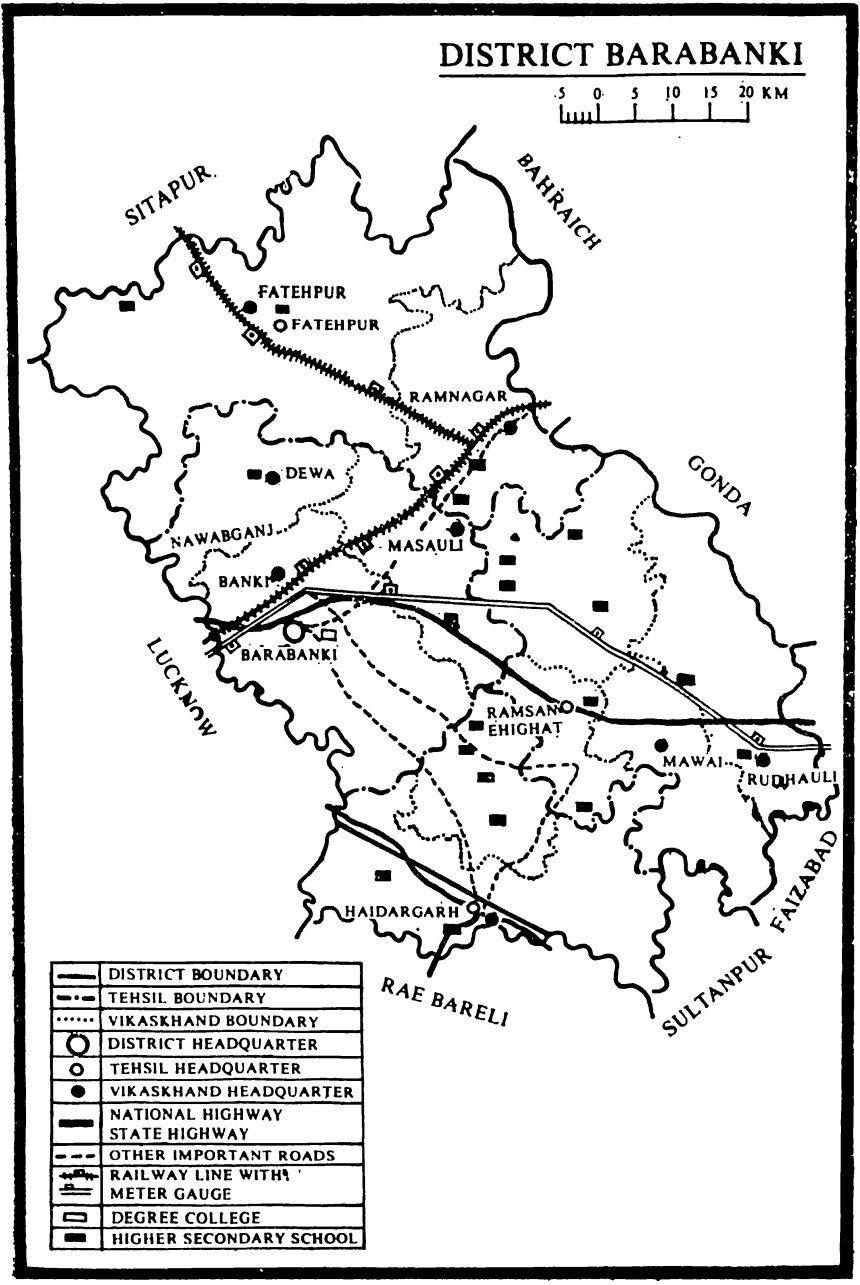 DISTRICT BARABANKI
5 0 5 10 15 20 KM
SITAPUR
BAHRAICH
FATEHPUR
FATEHPUR
RAMNAGAR
GONDA
DEWA
NAWABGANJ
MASAULI
BANKI
BARABANKI
LUCKNOW
RAMSAN
EHIGHAT
MAWAI
RUDHAULI
FAIZABAD
HAIDARGARH
SULTANPUR
RAE BARELI
DISTRICT BOUNDARY
TEHSIL BOUNDARY
VIKASKHAND BOUNDARY
DISTRICT HEADQUARTER
TEHSIL HEADQUARTER
VIKASKHAND HEADQUARTER
NATIONAL HIGHWAY
STATE HIGHWAY
OTHER IMPORTANT ROADS
RAILWAY LINE WITH
METER GAUGE
DEGREE COLLEGE
HIGHER SECONDARY SCHOOL